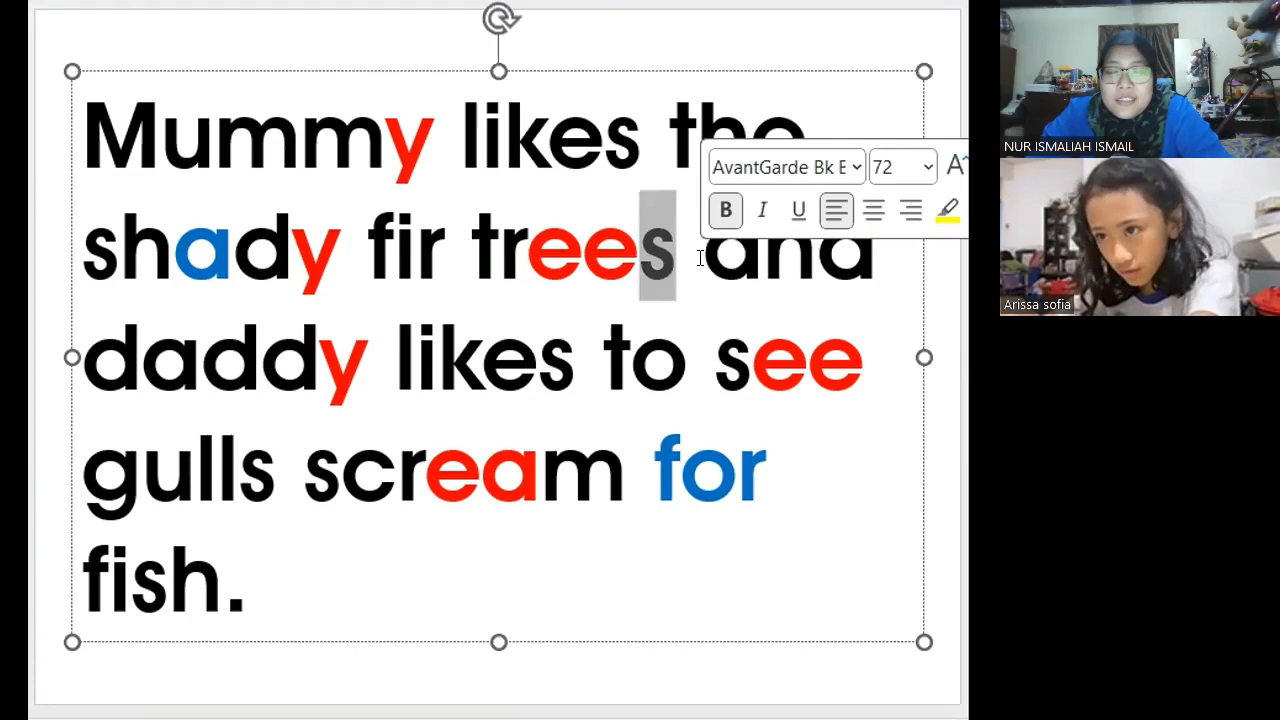 Mummy likes the
shady fir trees and
daddy likes to see
gulls scream for
fish.
AvantGarde Bk B
72
A
B I U
NUR ISMALIAH ISMAIL
Arissa sofia